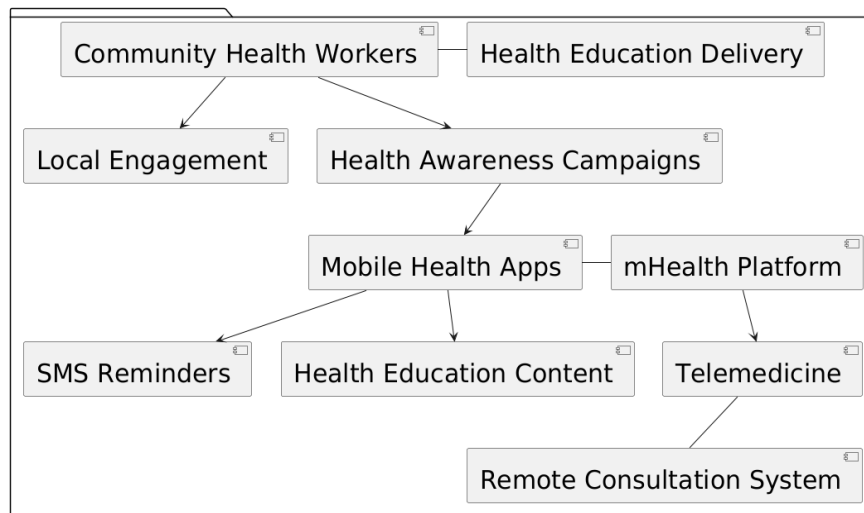 Community Health Workers
Health Education Delivery
Local Engagement
Health Awareness Campaigns
Mobile Health Apps
mHealth Platform
SMS Reminders
Health Education Content
Telemedicine
Remote Consultation System